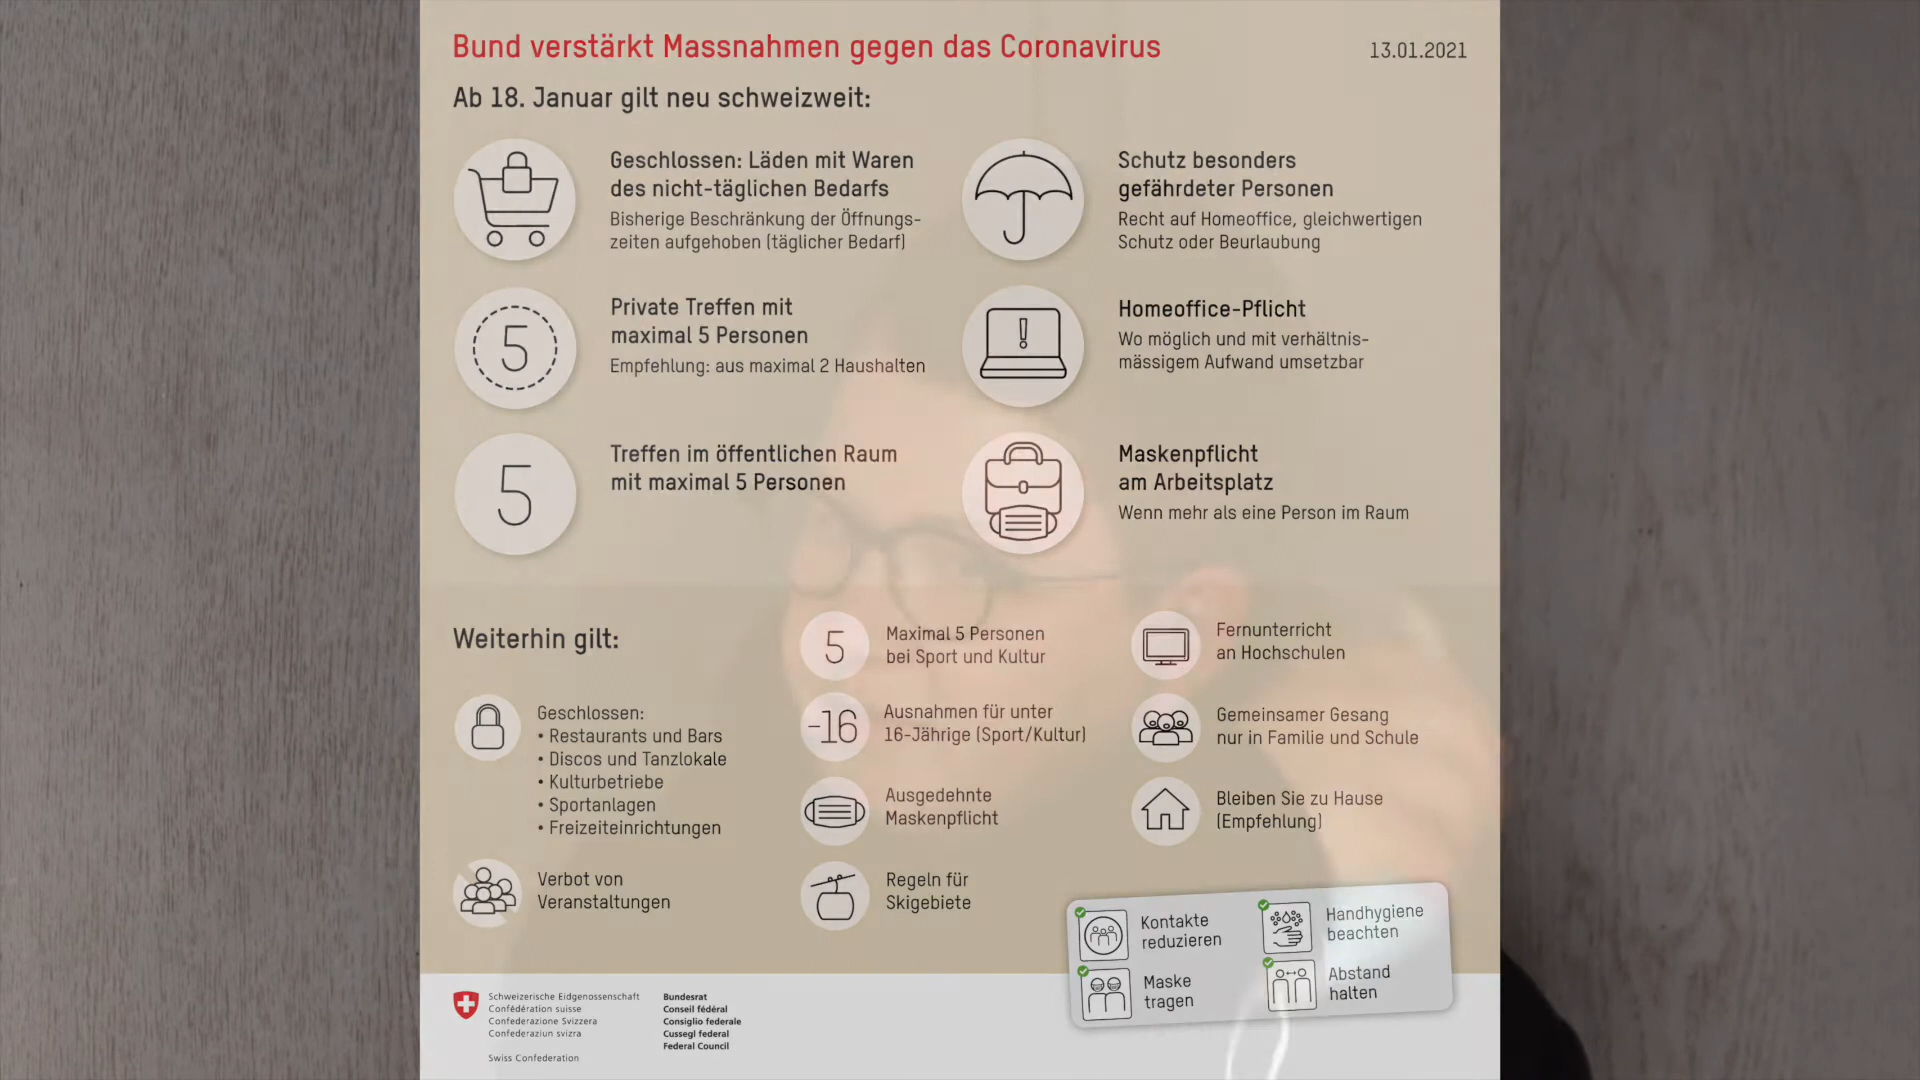 Bund verstärkt Massnahmen gegen das Coronavirus
13.01.2021
Ab 18. Januar gilt neu schweizweit:
Geschlossen: Läden mit Waren
des nicht-täglichen Bedarfs
Bisherige Beschränkung der Öffnungs-
zeiten aufgehoben (täglicher Bedarf)
5
Private Treffen mit
maximal 5 Personen
Empfehlung: aus maximal 2 Haushalten
5
Treffen im öffentlichen Raum
mit maximal 5 Personen
Schutz besonders
gefährdeter Personen
Recht auf Homeoffice, gleichwertigen
Schutz oder Beurlaubung
!
Homeoffice-Pflicht
Wo möglich und mit verhältnis-
mässigem Aufwand umsetzbar
Maskenpflicht
am Arbeitsplatz
Wenn mehr als eine Person im Raum
Weiterhin gilt:
Geschlossen:
• Restaurants und Bars
• Discos und Tanzlokale
• Kulturbetriebe
• Sportanlagen
• Freizeiteinrichtungen
Verbot von
Veranstaltungen
5
Maximal 5 Personen
bei Sport und Kultur
-16
Ausnahmen für unter
16-Jährige (Sport/Kultur)
Ausgedehnte
Maskenpflicht
Regeln für
Skigebiete
Fernunterricht
an Hochschulen
Gemeinsamer Gesang
nur in Familie und Schule
Bleiben Sie zu Hause
(Empfehlung)
Kontakte
reduzieren
Handhygiene
beachten
Maske
tragen
Abstand
halten
Schweizerische Eidgenossenschaft
Confédération suisse
Confederazione Svizzera
Confederaziun svizra
Swiss Confederation
Bundesrat
Conseil fédéral
Consiglio federale
Cussegl federal
Federal Council